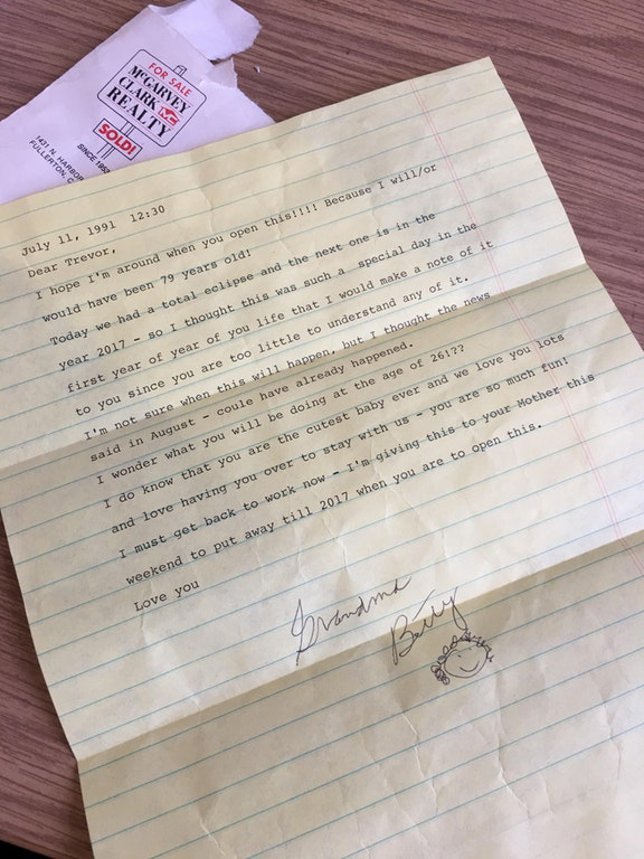 FOR SALE
McGARVEY
CLARK MC
REALTY
SOLD!
SINCE 1952
1431 N. HARBOR
FULLERTON, C
July 11, 1991 12:30
Dear Trevor,
I hope I'm around when you open this!!!! Because I will/or
would have been 79 years old!
Today we had a total eclipse and the next one is in the
year 2017 - so I thought this was such a special day in the
first year of year of you life that I would make a note of it
to you since you are too little to understand any of it.
I'm not sure when this will happen, but I thought the news
said in August - coule have already happened.
I wonder what you will be doing at the age of 26!??
I do know that you are the cutest baby ever and we love you lots
and love having you over to stay with us - you are so much fun!
I must get back to work now - I'm giving this to your Mother this
weekend to put away till 2017 when you are to open this.
Love you
Grandma
Betty